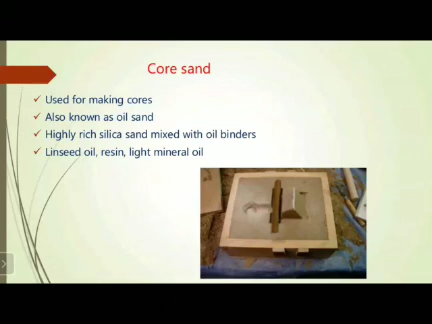 Core sand
Used for making cores
Also known as oil sand
Highly rich silica sand mixed with oil binders
Linseed oil, resin, light mineral oil